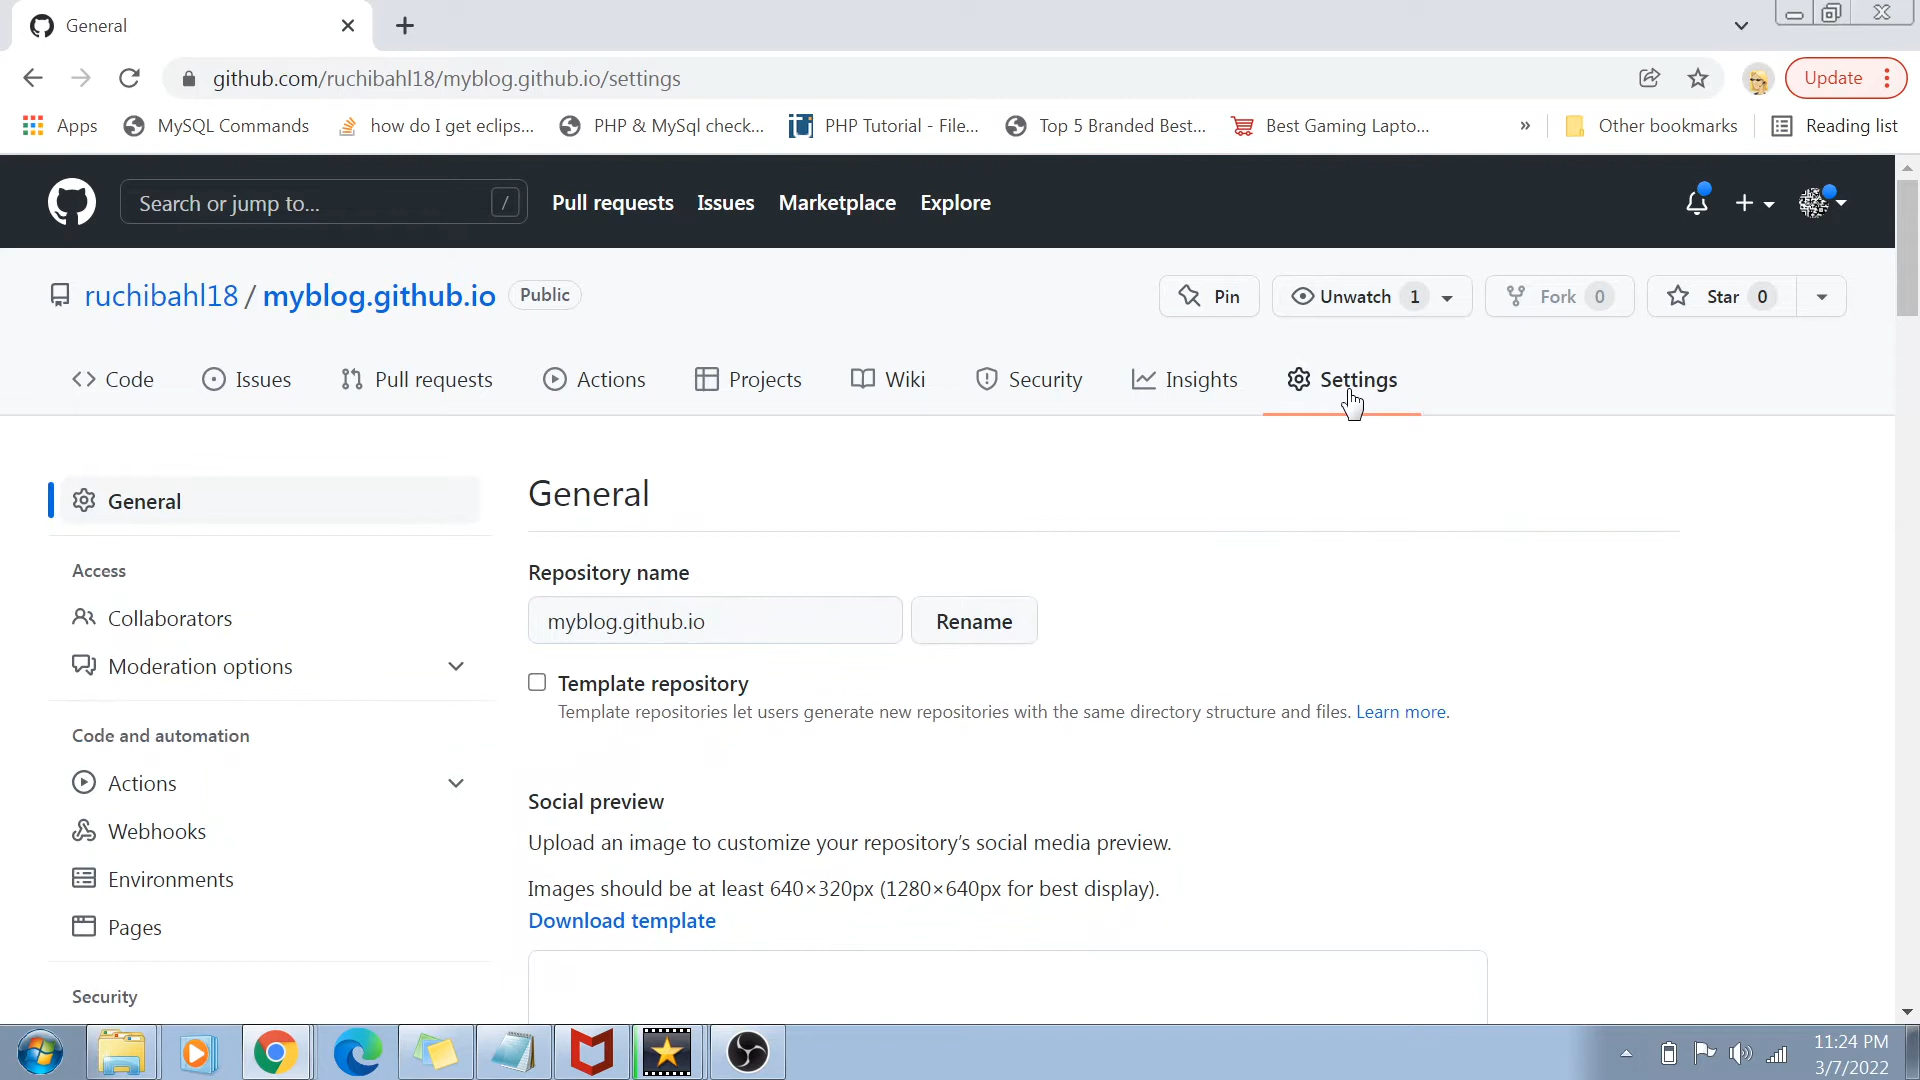 General
github.com/ruchibahl18/myblog.github.io/settings
Update
Apps MySQL Commands how do I get eclips... PHP & MySql check... PHP Tutorial - File... Top 5 Branded Best... Best Gaming Lapto... » Other bookmarks Reading list
Search or jump to... / Pull requests Issues Marketplace Explore
ruchibahl18 / myblog.github.io Public Pin Unwatch 1 Fork 0 Star 0
Code Issues Pull requests Actions Projects Wiki Security Insights Settings
General
Access
Collaborators
Moderation options
Code and automation
Actions
Webhooks
Environments
Pages
Security
General
Repository name
myblog.github.io Rename
Template repository
Template repositories let users generate new repositories with the same directory structure and files. Learn more.
Social preview
Upload an image to customize your repository’s social media preview.
Images should be at least 640×320px (1280×640px for best display).
Download template
11:24 PM
3/7/2022